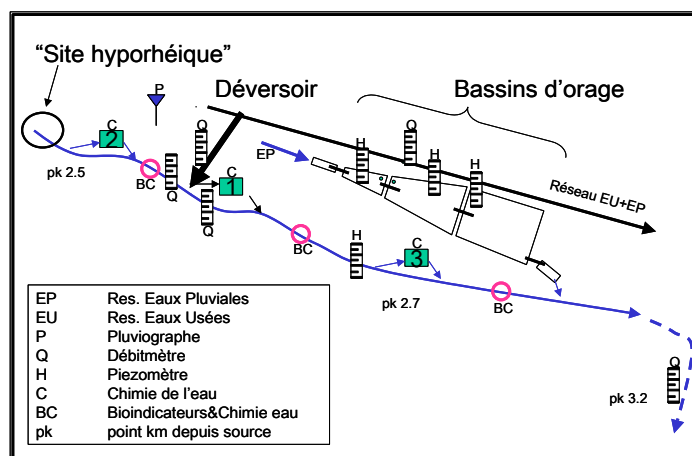 “Site hyporhéique”
P
Déversoir
Bassins d’orage
C
2
Q
H
Q
EP
H
H
pk 2.5
BC
C
1
Réseau EU+EP
Q
Q
BC
H
C
3
pk 2.7
BC
EP Res. Eaux Pluviales
EU Res. Eaux Usées
P Pluviographe
Q Débitmètre
H Piezomètre
C Chimie de l’eau
BC Bioindicateurs&Chimie eau
pk point km depuis source
Q
pk 3.2